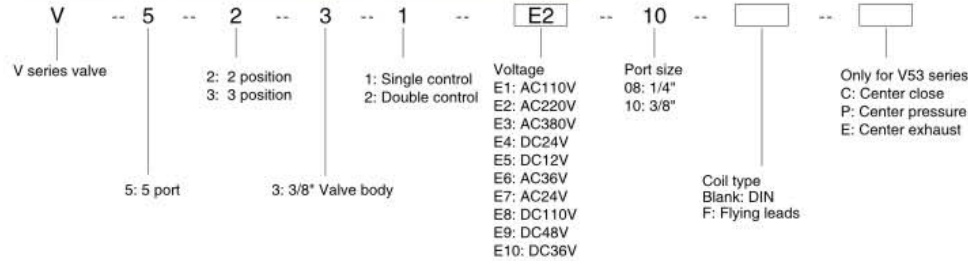 V -- 5 -- 2 -- 3 -- 1 -- E2 -- 10 -- --
V series valve
5: 5 port
2: 2 position
3: 3 position
3: 3/8" Valve body
1: Single control
2: Double control
Voltage
E1: AC110V
E2: AC220V
E3: AC380V
E4: DC24V
E5: DC12V
E6: AC36V
E7: AC24V
E8: DC110V
E9: DC48V
E10: DC36V
Port size
08: 1/4"
10: 3/8"
Coil type
Blank: DIN
F: Flying leads
Only for V53 series
C: Center close
P: Center pressure
E: Center exhaust